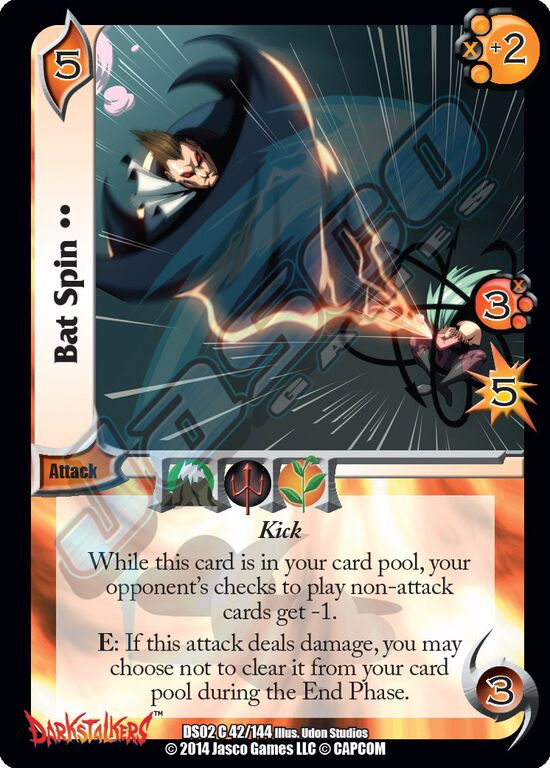 5
x +2
Bat Spin ••
3 x
5
Attack
Kick
While this card is in your card pool, your
opponent's checks to play non-attack
cards get -1.
E: If this attack deals damage, you may
choose not to clear it from your card
pool during the End Phase.
3
DARKSTALKERS™
DS02 C 42/144 Illus. Udon Studios
© 2014 Jasco Games LLC © CAPCOM
JASCO
GAMES